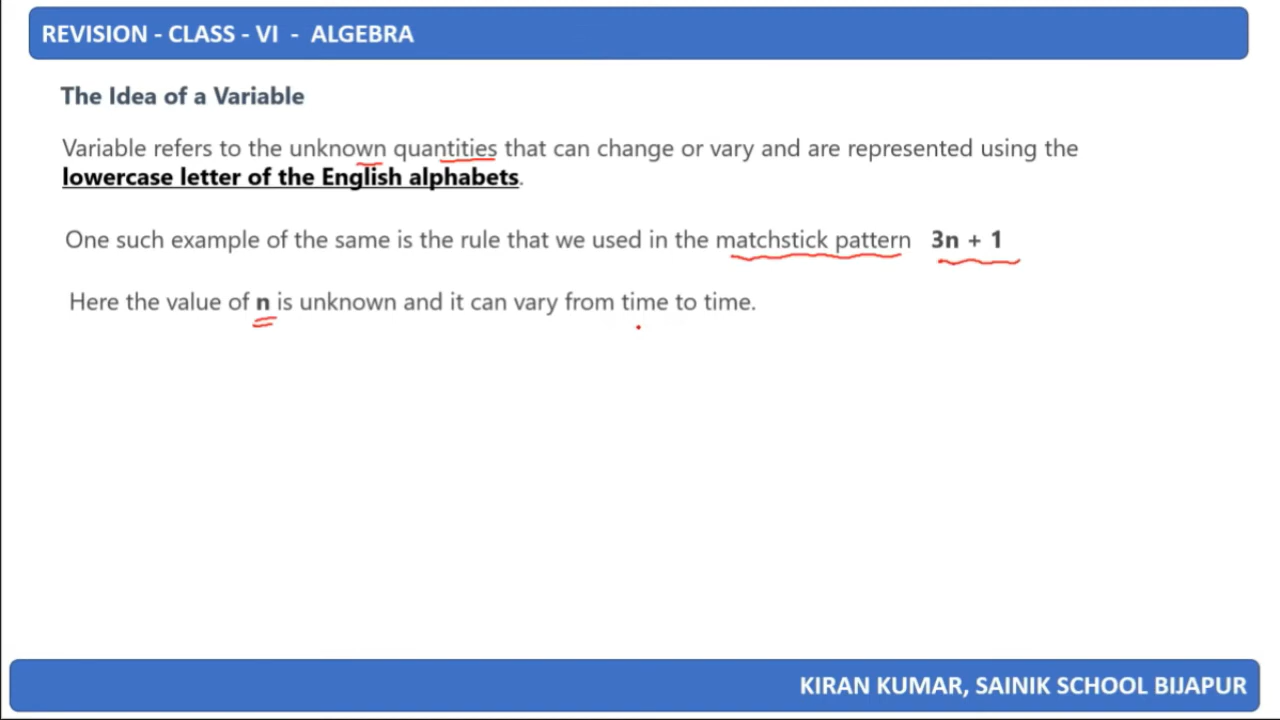 REVISION - CLASS - VI - ALGEBRA
The Idea of a Variable
Variable refers to the unknown quantities that can change or vary and are represented using the
lowercase letter of the English alphabets.
One such example of the same is the rule that we used in the matchstick pattern 3n + 1
Here the value of n is unknown and it can vary from time to time.
KIRAN KUMAR, SAINIK SCHOOL BIJAPUR